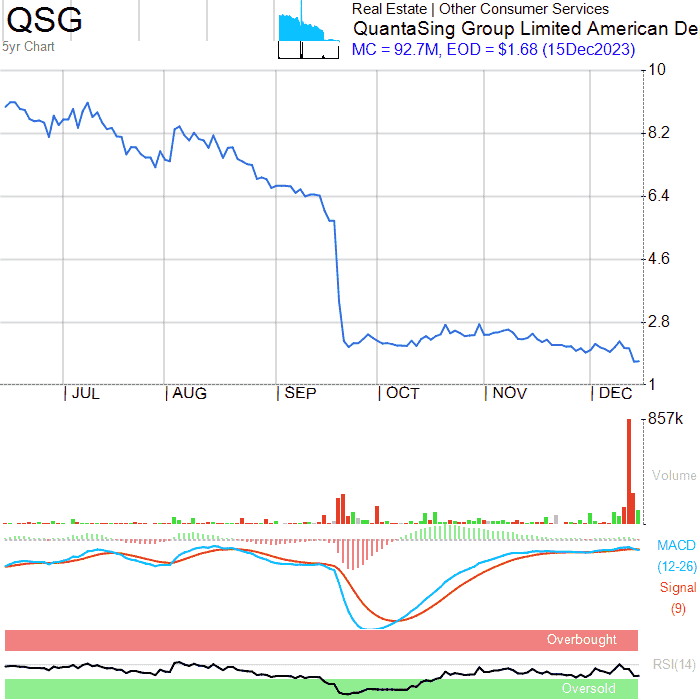 QSG
5yr Chart
Real Estate | Other Consumer Services
QuantaSing Group Limited American De
MC = 92.7M, EOD = $1.68 (15Dec2023)
10
8.2
6.4
4.6
2.8
1
JUL AUG SEP OCT NOV DEC
857k
Volume
MACD
(12-26)
Signal
(9)
Overbought
RSI(14)
Oversold